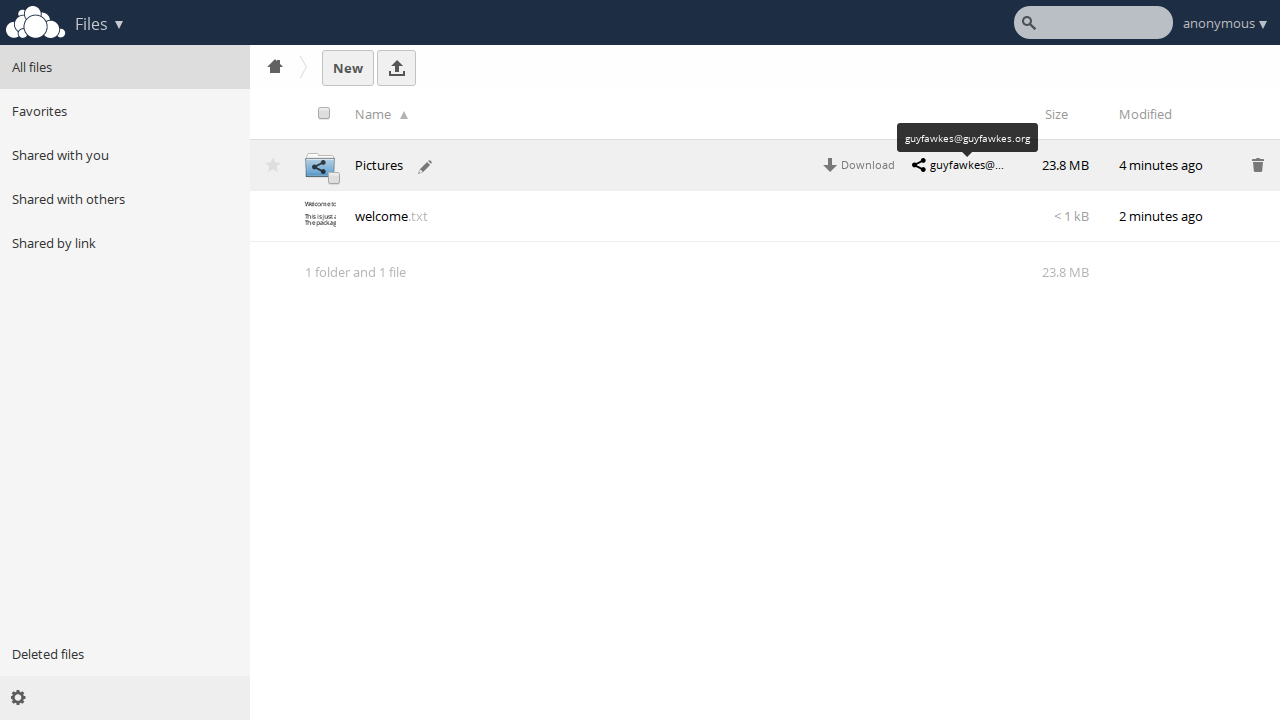 Files ▼
anonymous ▼
All files
Favorites
Shared with you
Shared with others
Shared by link
Deleted files
New
Name ▲ Size Modified
guyfawkes@guyfawkes.org
Pictures Download guyfawkes@... 23.8 MB 4 minutes ago
Welcome to
This is just a
The packag
welcome.txt < 1 kB 2 minutes ago
1 folder and 1 file 23.8 MB